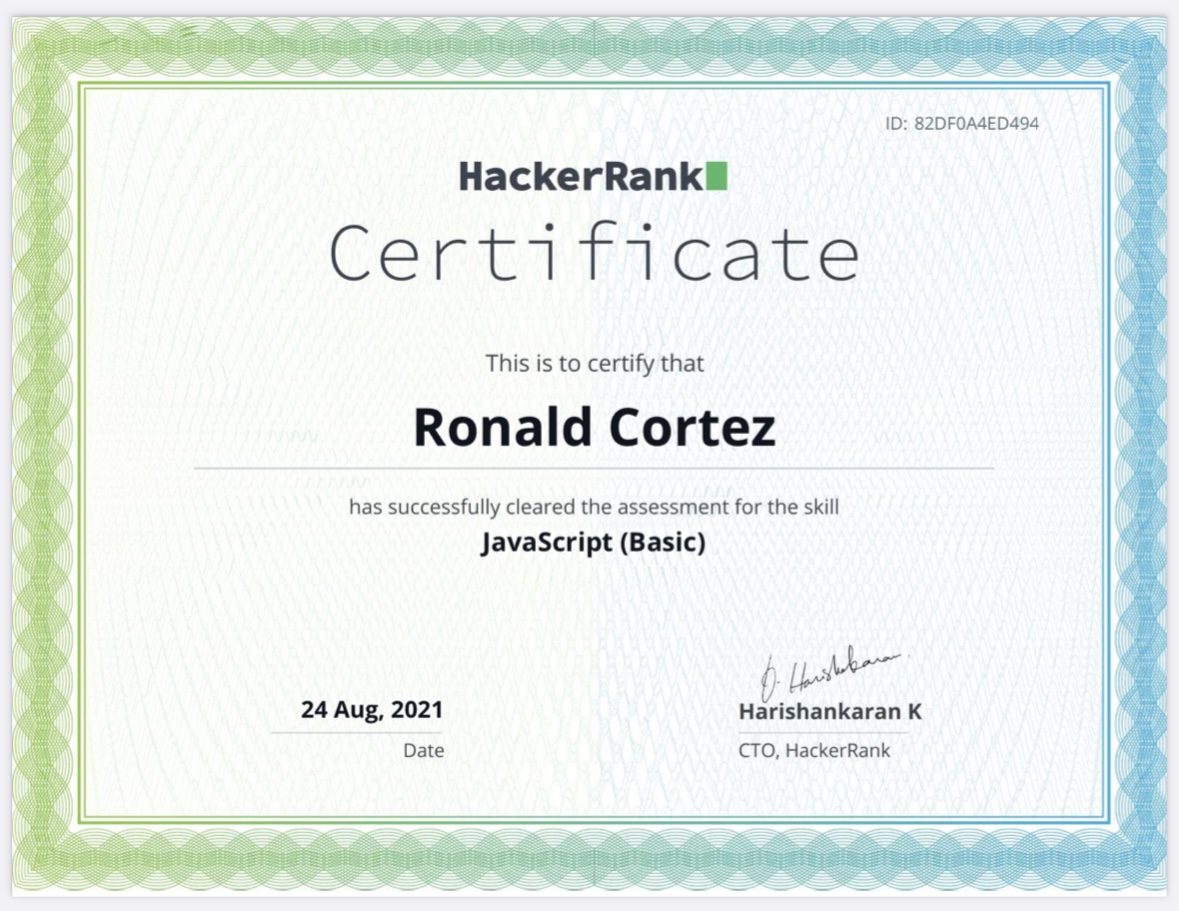 ID: 82DF0A4ED494
HackerRank
Certificate
This is to certify that
Ronald Cortez
has successfully cleared the assessment for the skill
JavaScript (Basic)
24 Aug, 2021
Date
Harishankaran
Harishankaran K
CTO, HackerRank